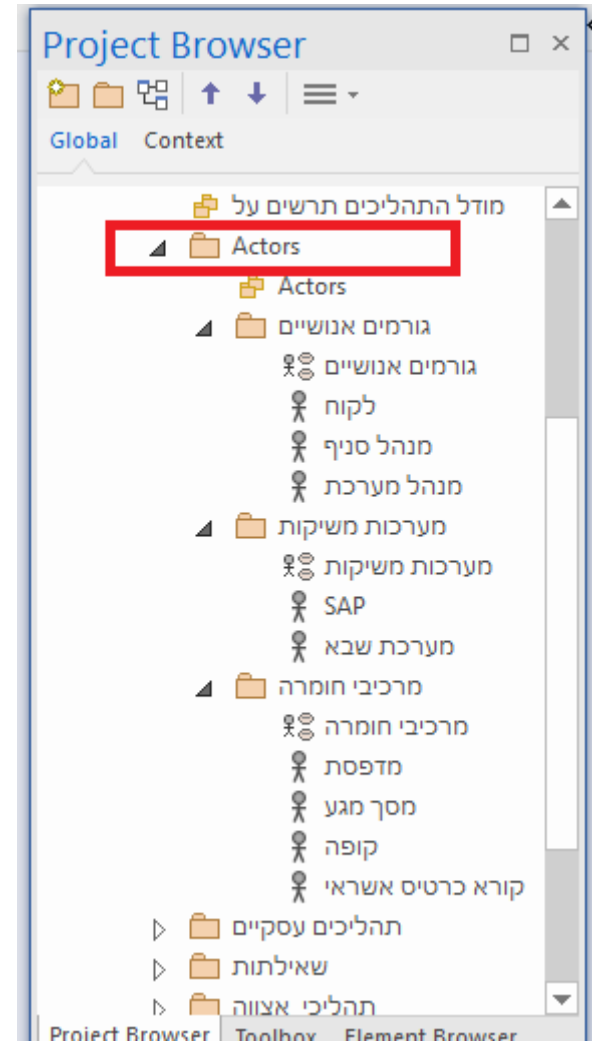 Project Browser
Global Context
מודל התהליכים תרשים על
Actors
Actors
גורמים אנושיים
גורמים אנושיים
לקוח
מנהל סניף
מנהל מערכת
מערכות משיקות
מערכות משיקות
SAP
מערכת שבא
מרכיבי חומרה
מרכיבי חומרה
מדפסת
מסך מגע
קופה
קורא כרטיס אשראי
תהליכים עסקיים
שאילתות
תהליכי אצווה
Project Browser Toolbox Element Browser